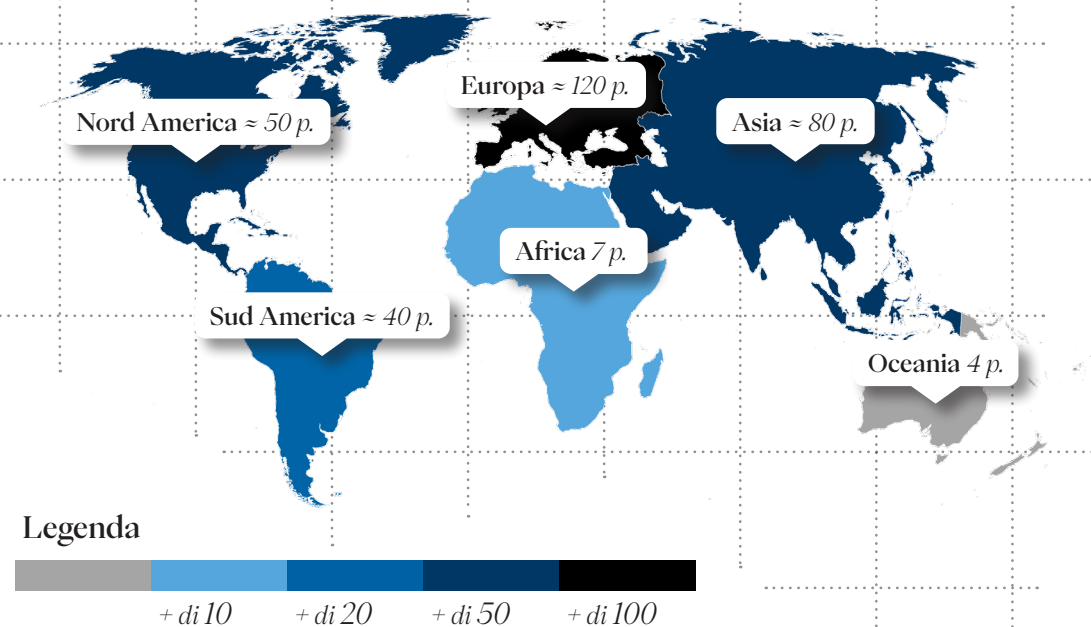 Europa ≈ 120 p.
Nord America ≈ 50 p.
Asia ≈ 80 p.
Africa 7 p.
Sud America ≈ 40 p.
Oceania 4 p.
Legenda
+ di 10
+ di 20
+ di 50
+ di 100